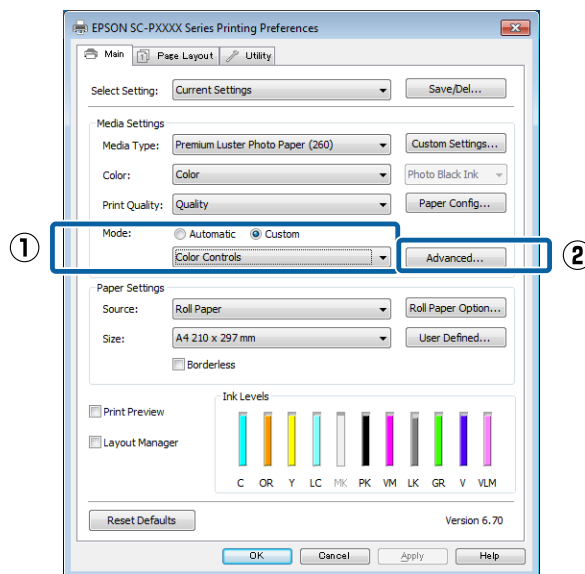 EPSON SC-PXXXX Series Printing Preferences
Main Page Layout Utility
Select Setting: Current Settings Save/Del...
Media Settings
Media Type: Premium Luster Photo Paper (260) Custom Settings...
Color: Color Photo Black Ink
Print Quality: Quality Paper Config...
Mode: Automatic Custom
① Color Controls Advanced... ②
Paper Settings
Source: Roll Paper Roll Paper Option...
Size: A4 210 x 297 mm User Defined...
Borderless
Ink Levels
Print Preview
Layout Manager
C OR Y LC MK PK VM LK GR V VLM
Reset Defaults Version 6.70
OK Cancel Apply Help